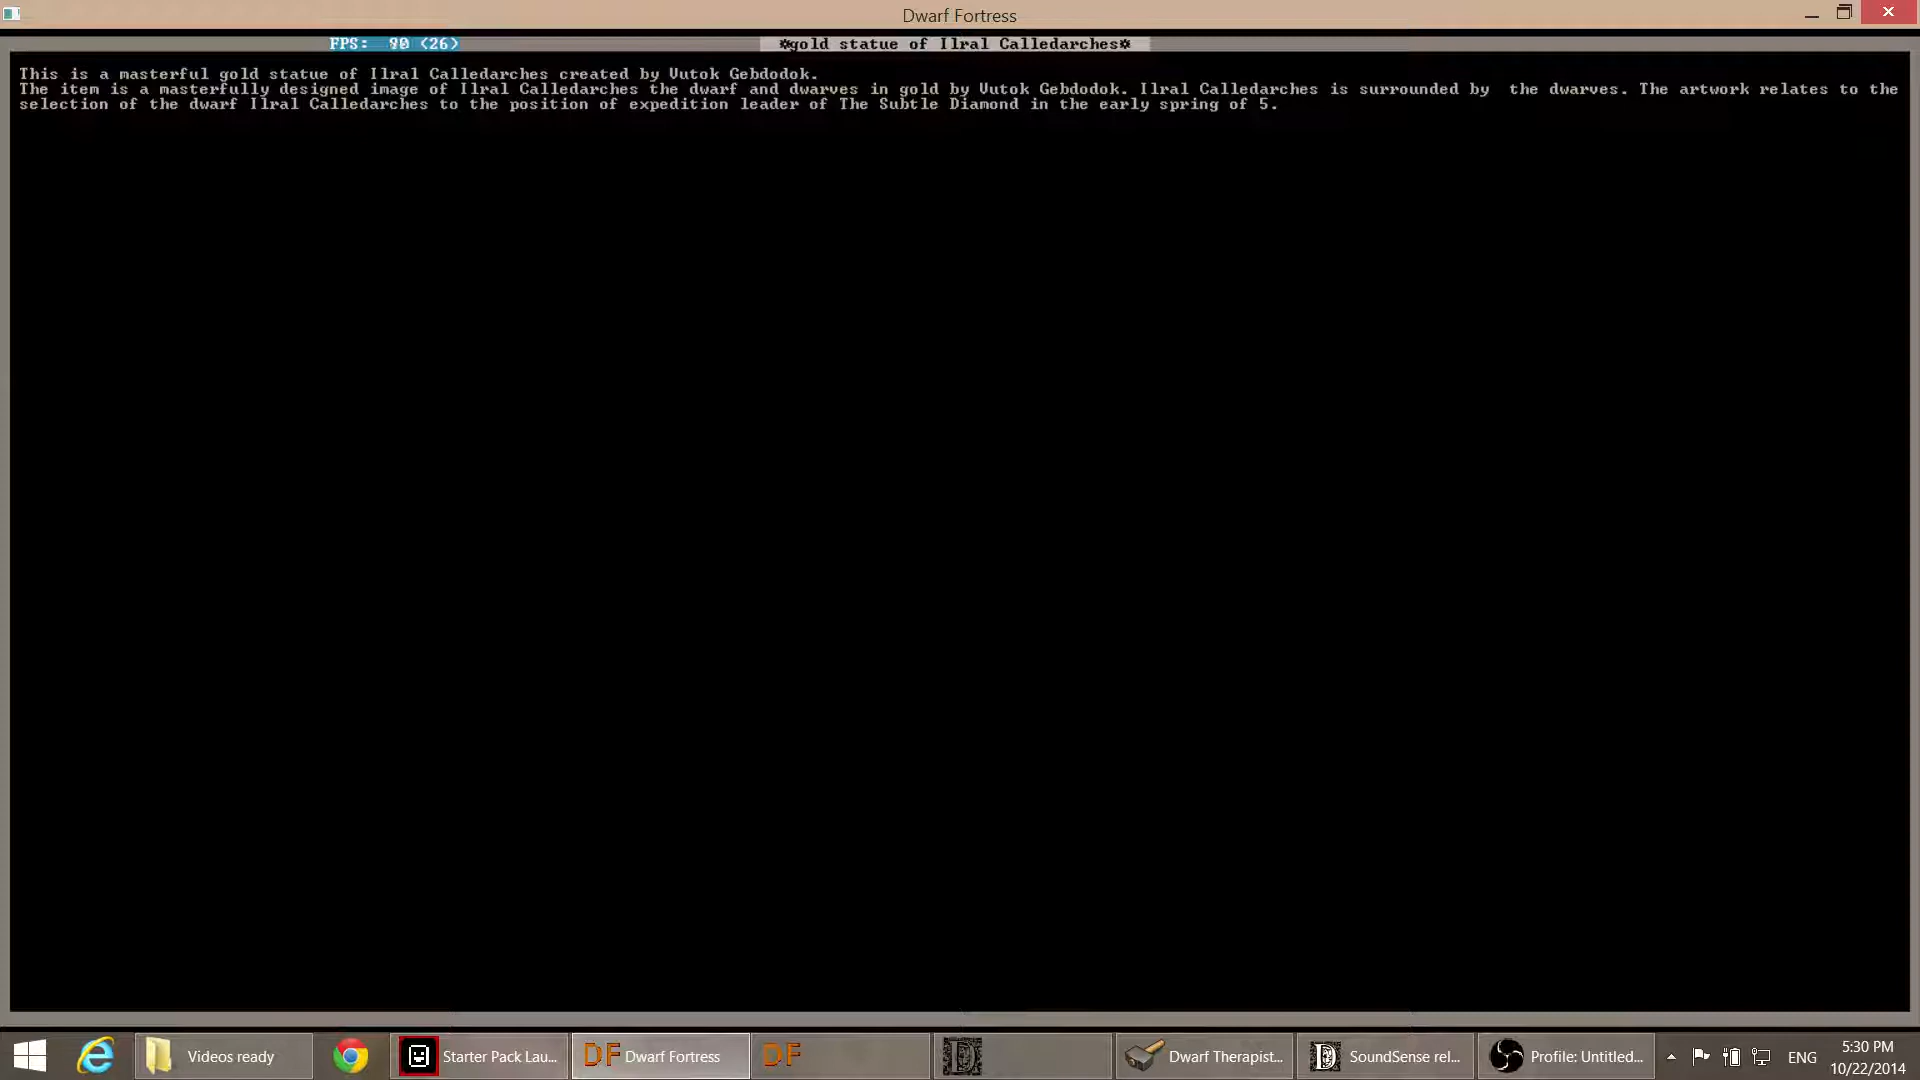 Dwarf Fortress
FPS: 90 (26) ☼gold statue of Ilral Calledarches☼
This is a masterful gold statue of Ilral Calledarches created by Vutok Gebdodok.
The item is a masterfully designed image of Ilral Calledarches the dwarf and dwarves in gold by Vutok Gebdodok. Ilral Calledarches is surrounded by  the dwarves. The artwork relates to the
selection of the dwarf Ilral Calledarches to the position of expedition leader of The Subtle Diamond in the early spring of 5.
Videos ready Starter Pack Lau... DF Dwarf Fortress DF Dwarf Therapist... SoundSense rel... Profile: Untitled... ENG 5:30 PM
10/22/2014